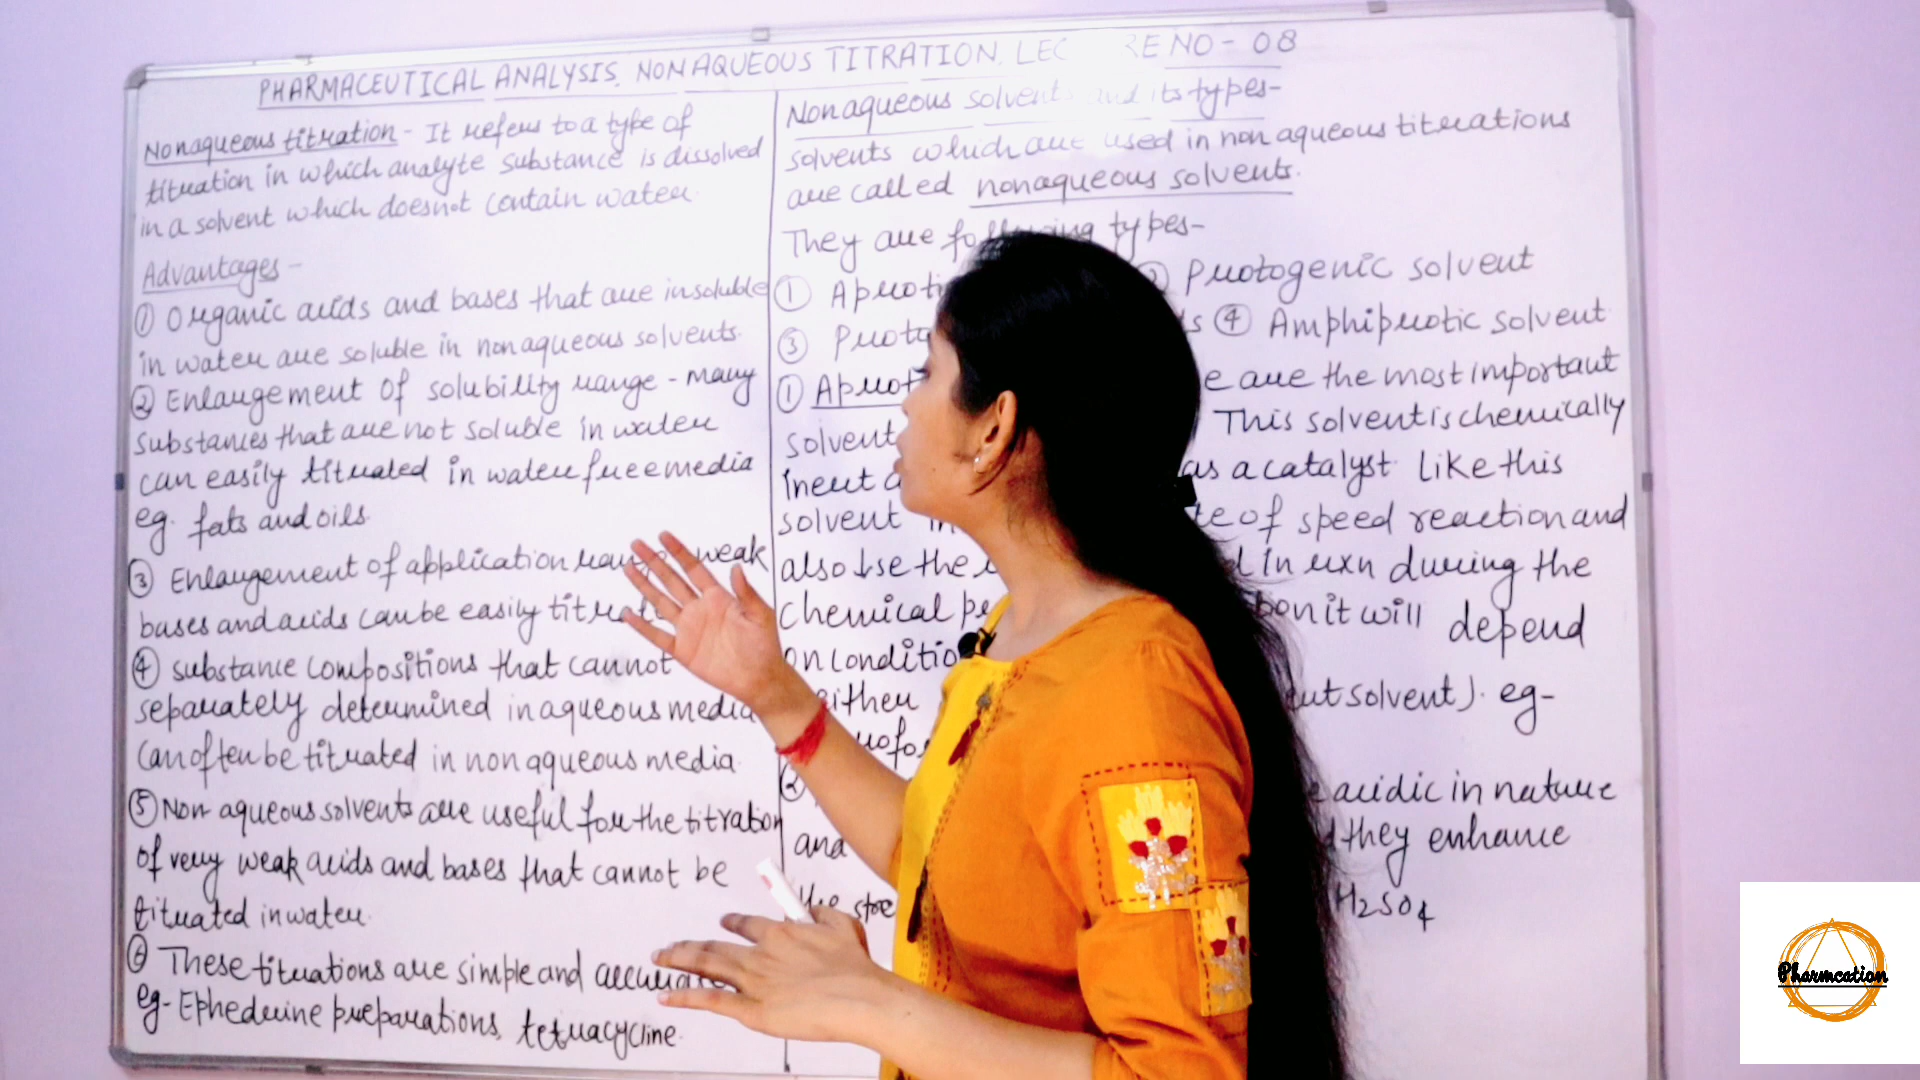 PHARMACEUTICAL ANALYSIS, NONAQUEOUS TITRATION, LEC RE NO - 08
Nonaqueous titration - It refers to a type of
titration in which analyte substance is dissolved
in a solvent which doesnot contain water.
Advantages -
① Organic acids and bases that are insoluble
in water are soluble in nonaqueous solvents.
② Enlargement of solubility range - many
substances that are not soluble in water
can easily titrated in water free media
eg. fats and oils.
③ Enlargement of application weak
bases and acids can be easily
④ substance compositions that cannot
separately determined in aqueous media
can often be titrated in non aqueous media.
⑤ Non aqueous solvents are useful for the titration
of very weak acids and bases that cannot be
titrated in water.
⑥ These titrations are simple and accurate
eg- Ephedrine preparations, tetracycline.
Nonaqueous solvents and its types-
solvents which are used in non aqueous titrations
are called nonaqueous solvents.
They are following types-
① Aproti ② Protogenic solvent
③ Proto s ④ Amphiprotic solvent
① Aprot e are the most important
solvent This solvent is chemically
inert as a catalyst. Like this
solvent te of speed reaction and
also ↓se the d in rxn during the
chemical pe on it will depend
on conditio
either ut solvent). eg-
rofo
② acidic in nature
and they enhance
the H2SO4
Pharmcation